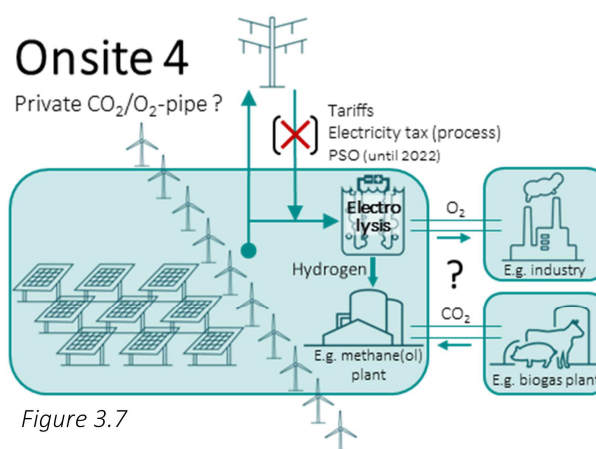 Onsite 4
Private CO₂/O₂-pipe ?
Tariffs
Electricity tax (process)
PSO (until 2022)
Electro
lysis
O₂
E.g. industry
Hydrogen
?
CO₂
E.g. methane(ol)
plant
E.g. biogas plant
Figure 3.7